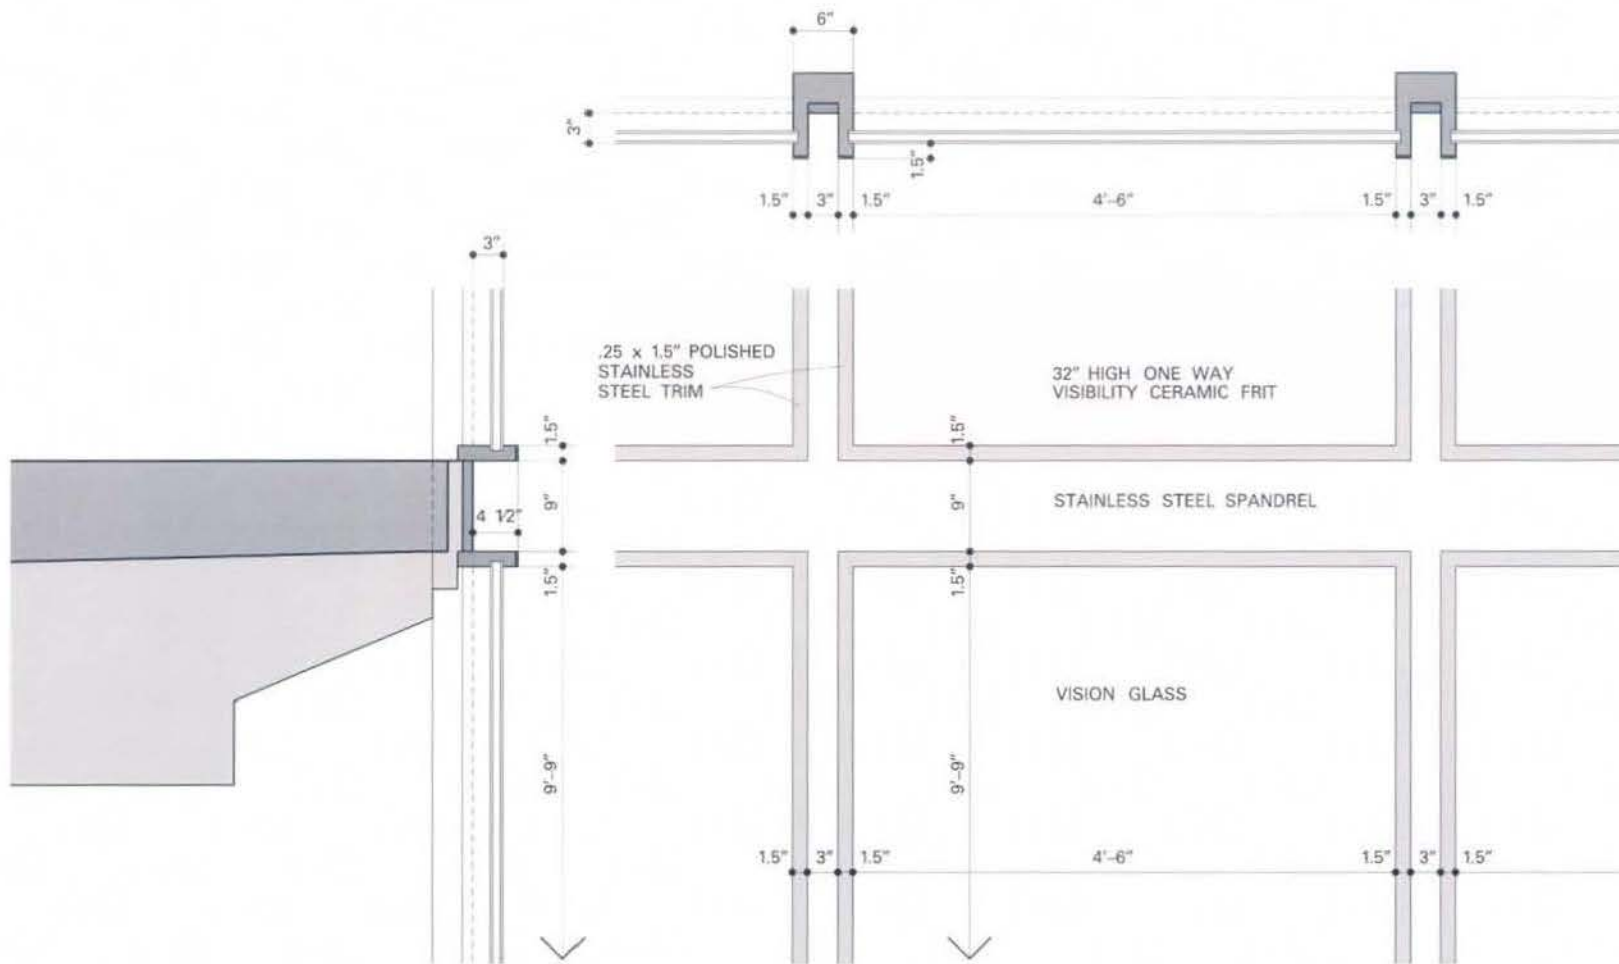 6"
3"
1.5"
1.5" 3" 1.5" 4'-6" 1.5" 3" 1.5"
3"
.25 x 1.5" POLISHED
STAINLESS
STEEL TRIM
32" HIGH ONE WAY
VISIBILITY CERAMIC FRIT
1.5" 1.5"
4 1/2" 9" 9" STAINLESS STEEL SPANDREL
1.5" 1.5"
VISION GLASS
9'-9" 9'-9"
1.5" 3" 1.5" 4'-6" 1.5" 3" 1.5"